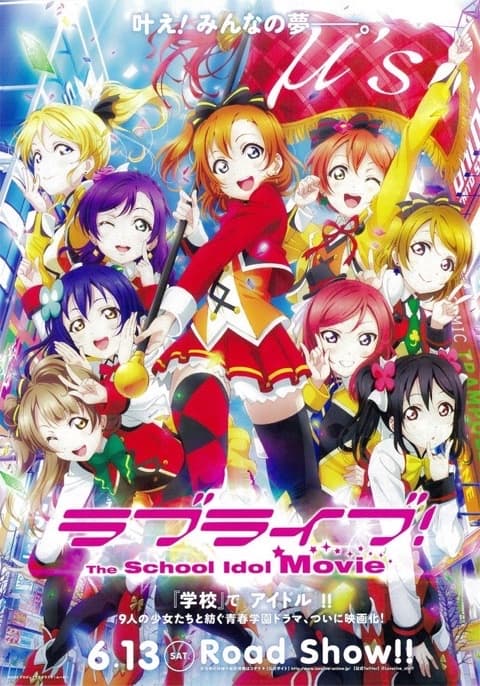 叶え!みんなの夢——。
μ's
ラブライブ!
The School Idol Movie
『学校』で アイドル !!
9人の少女たちと紡ぐ青春学園ドラマ、ついに映画化!
6.13 SAT. Road Show!!